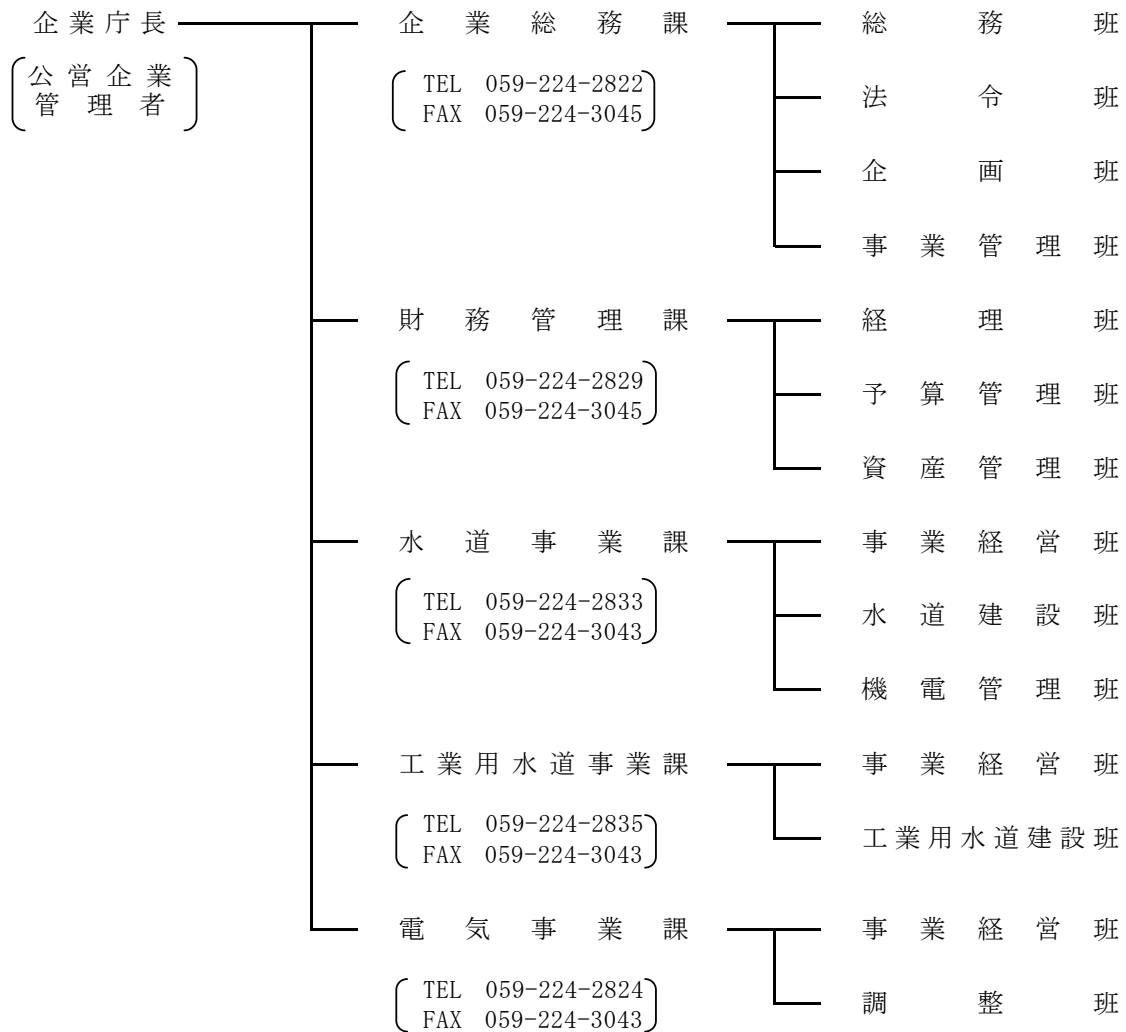 企業庁長 企業総務課 総務班
公営企業
管理者
TEL 059-224-2822
FAX 059-224-3045
法令班
企画班
事業管理班
財務管理課 経理班
TEL 059-224-2829
FAX 059-224-3045
予算管理班
資産管理班
水道事業課 事業経営班
TEL 059-224-2833
FAX 059-224-3043
水道建設班
機電管理班
工業用水道事業課 事業経営班
TEL 059-224-2835
FAX 059-224-3043
工業用水道建設班
電気事業課 事業経営班
TEL 059-224-2824
FAX 059-224-3043
調整班